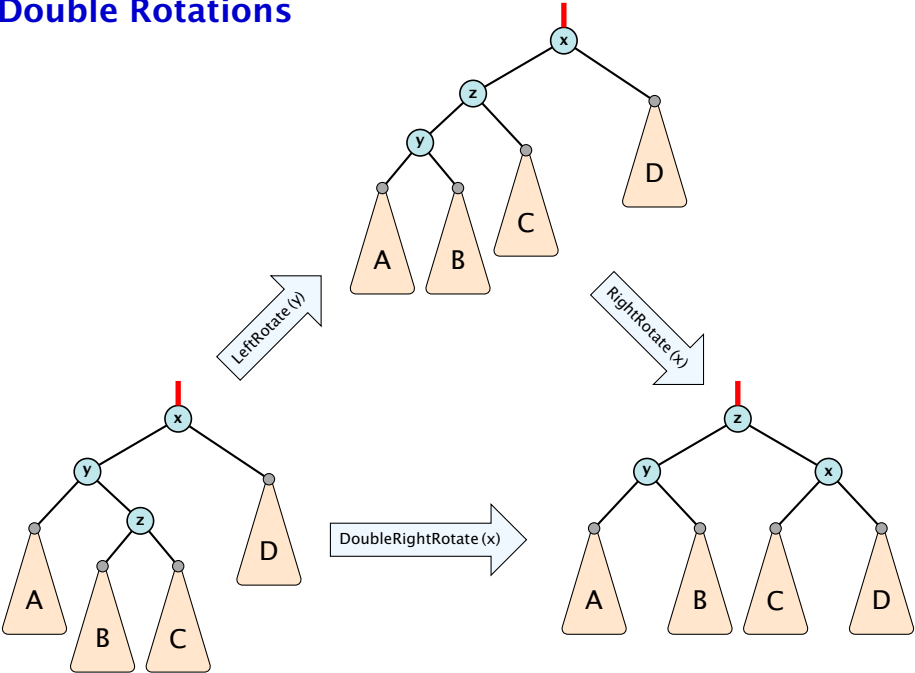 Double Rotations
x
z
y
A
B
C
D
LeftRotate(y)
RightRotate(x)
x
y
z
A
B
C
D
DoubleRightRotate(x)
z
y
x
A
B
C
D